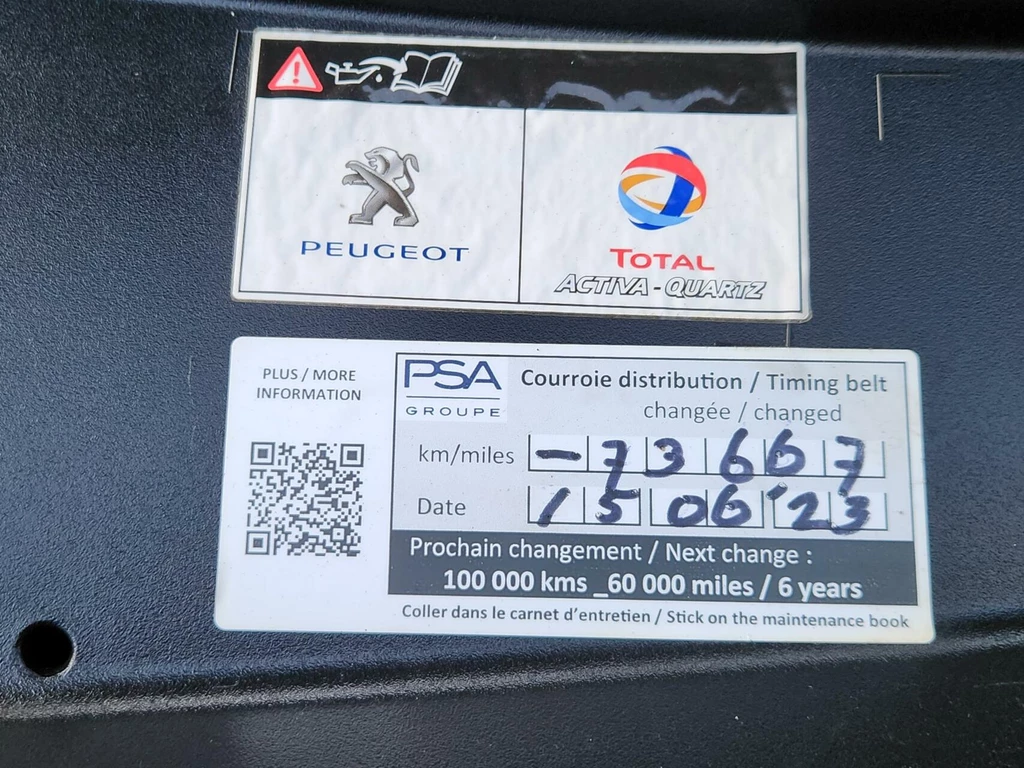 PEUGEOT
TOTAL
ACTIVA - QUARTZ
PLUS / MORE
INFORMATION
PSA
GROUPE
Courroie distribution / Timing belt
changée / changed
km/miles - 7 3 6 6 7
Date 1 5 0 6 '2 3
Prochain changement / Next change :
100 000 kms _60 000 miles / 6 years
Coller dans le carnet d'entretien / Stick on the maintenance book